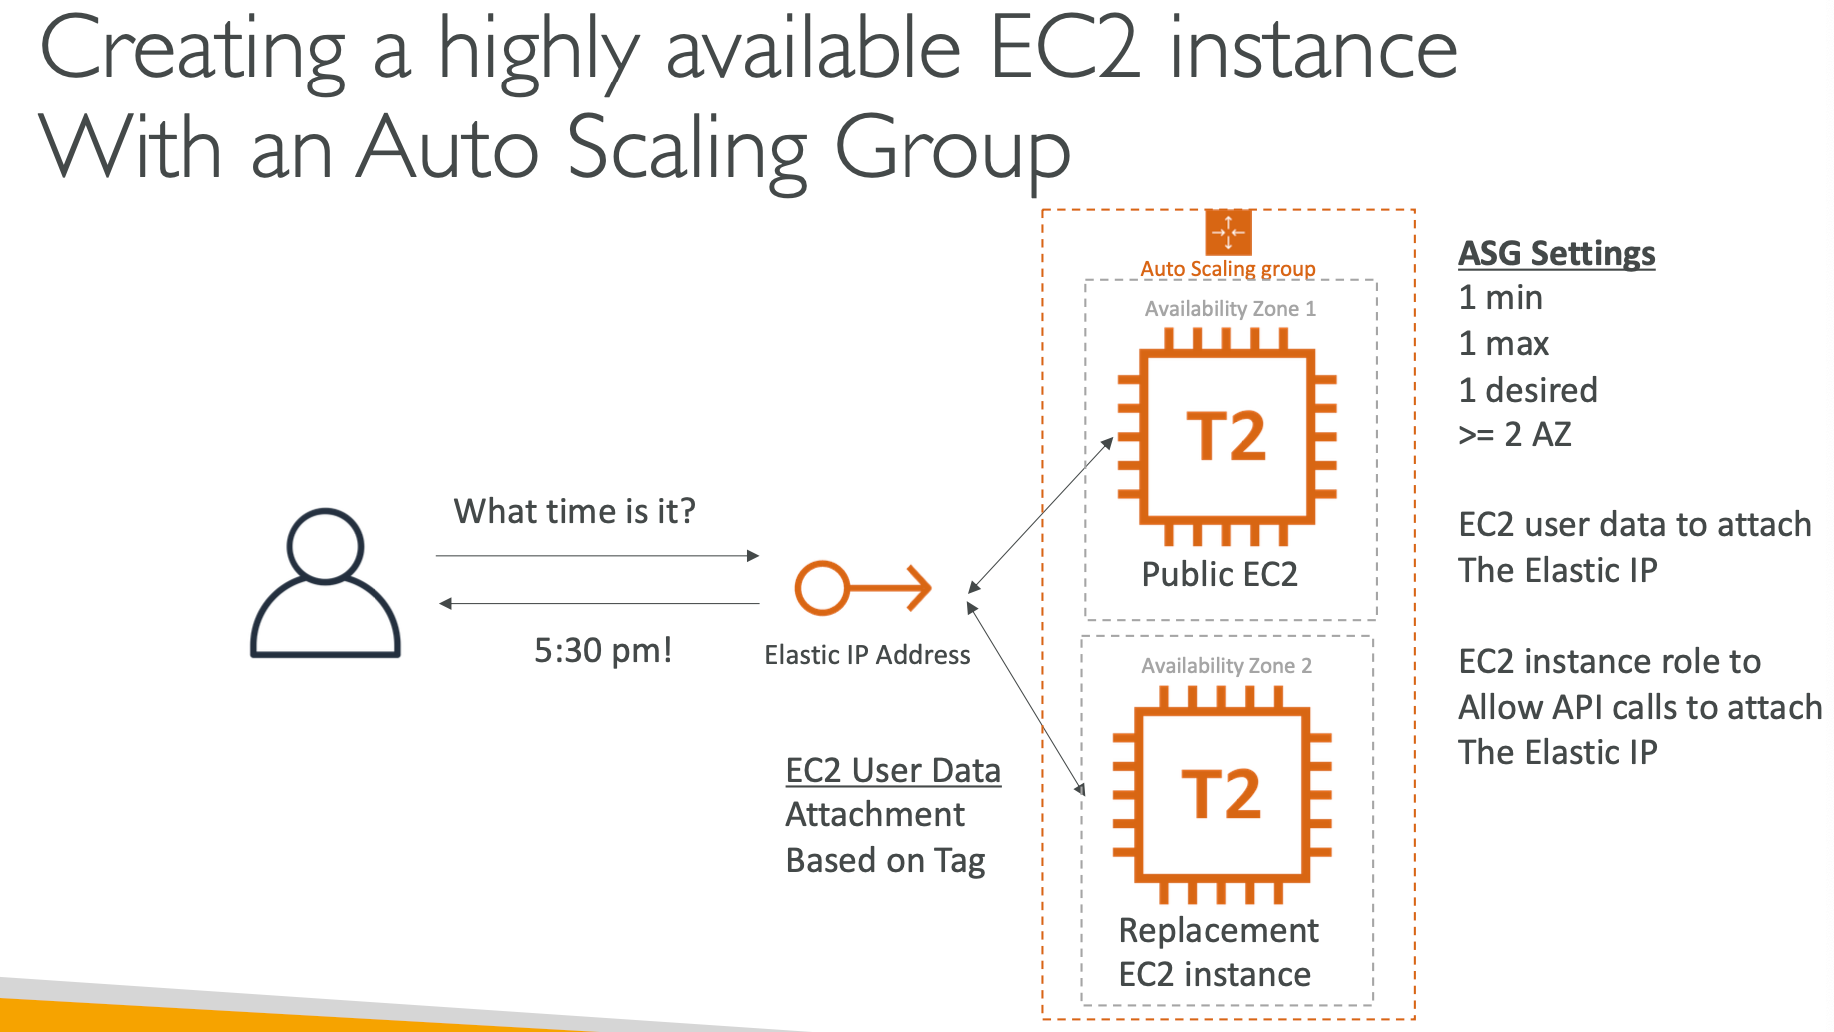 Creating a highly available EC2 instance
With an Auto Scaling Group
Auto Scaling group
Availability Zone 1
T2
Public EC2
Availability Zone 2
T2
Replacement
EC2 instance
What time is it?
5:30 pm!
Elastic IP Address
EC2 User Data
Attachment
Based on Tag
ASG Settings
1 min
1 max
1 desired
>= 2 AZ
EC2 user data to attach
The Elastic IP
EC2 instance role to
Allow API calls to attach
The Elastic IP